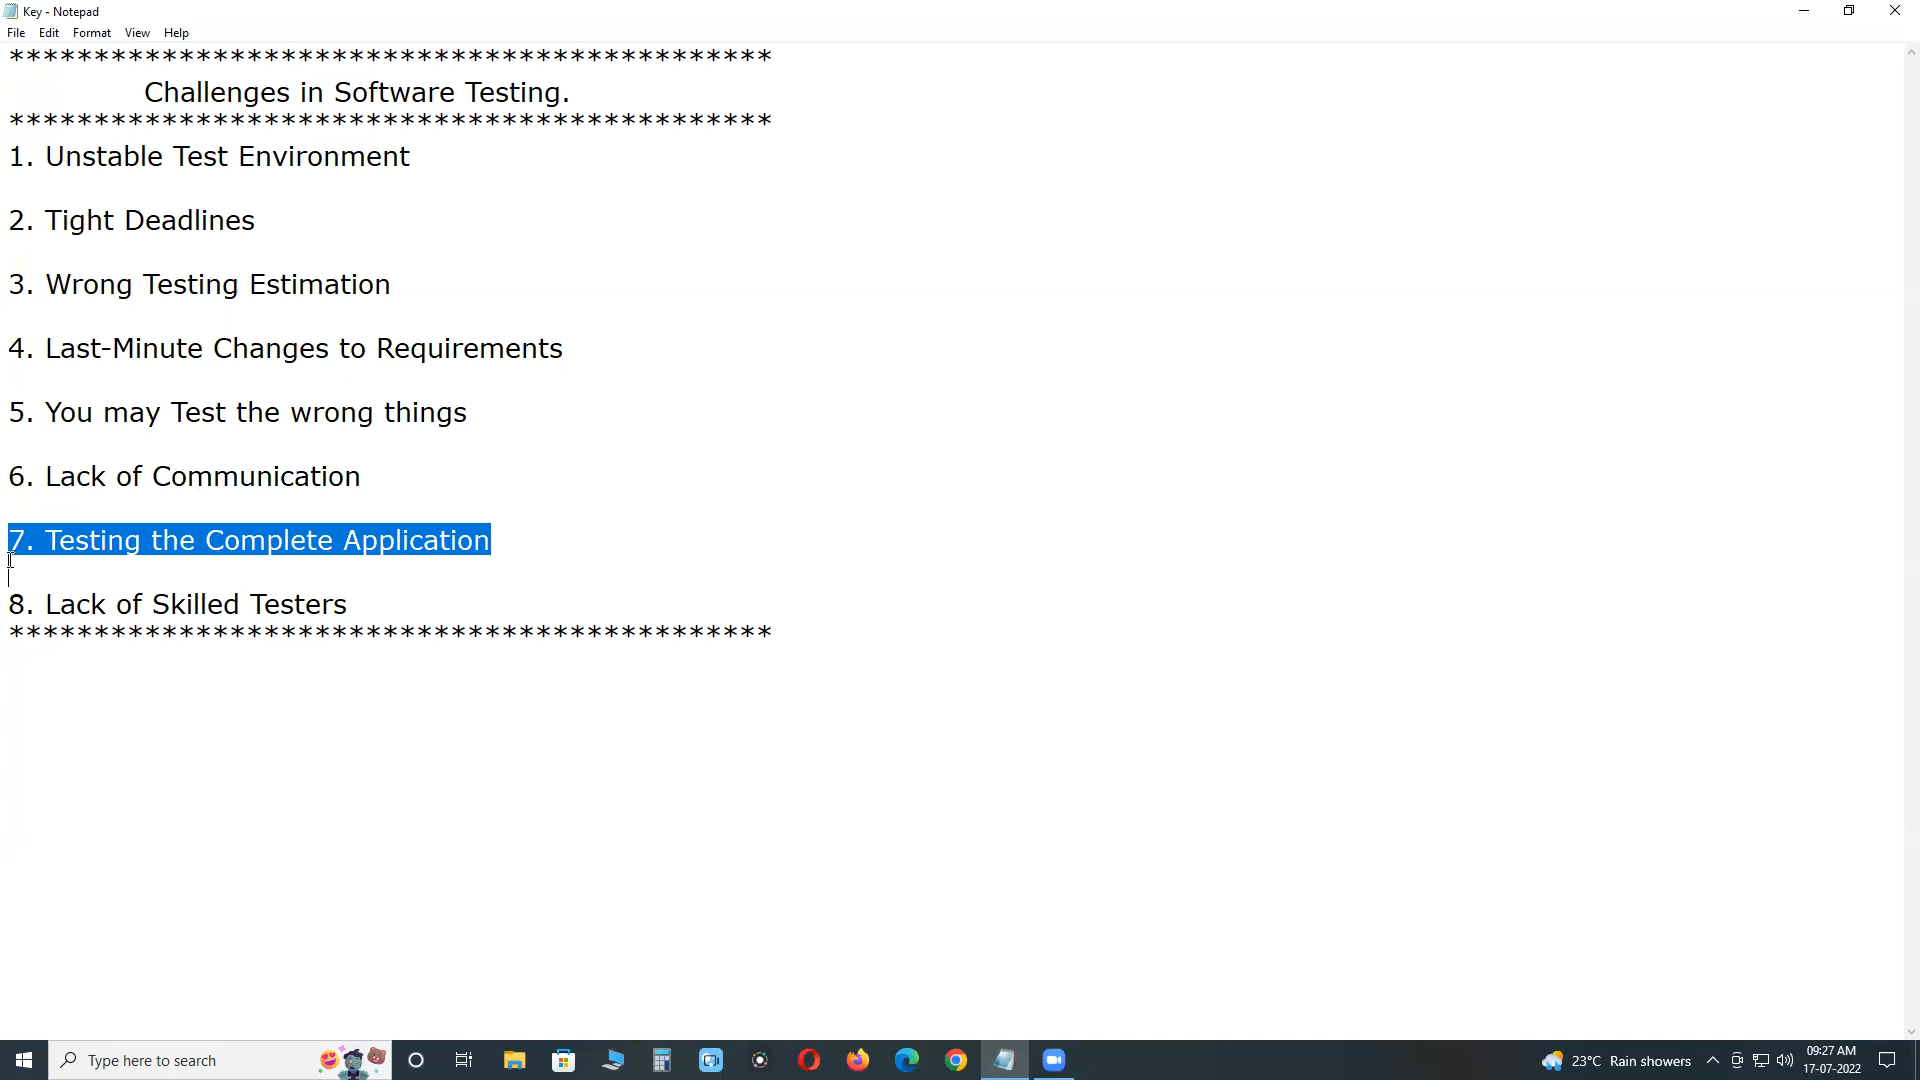 Key - Notepad
File Edit Format View Help
*********************************************
Challenges in Software Testing.
*********************************************
1. Unstable Test Environment
2. Tight Deadlines
3. Wrong Testing Estimation
4. Last-Minute Changes to Requirements
5. You may Test the wrong things
6. Lack of Communication
7. Testing the Complete Application
8. Lack of Skilled Testers
*********************************************
Type here to search
23°C Rain showers
09:27 AM
17-07-2022